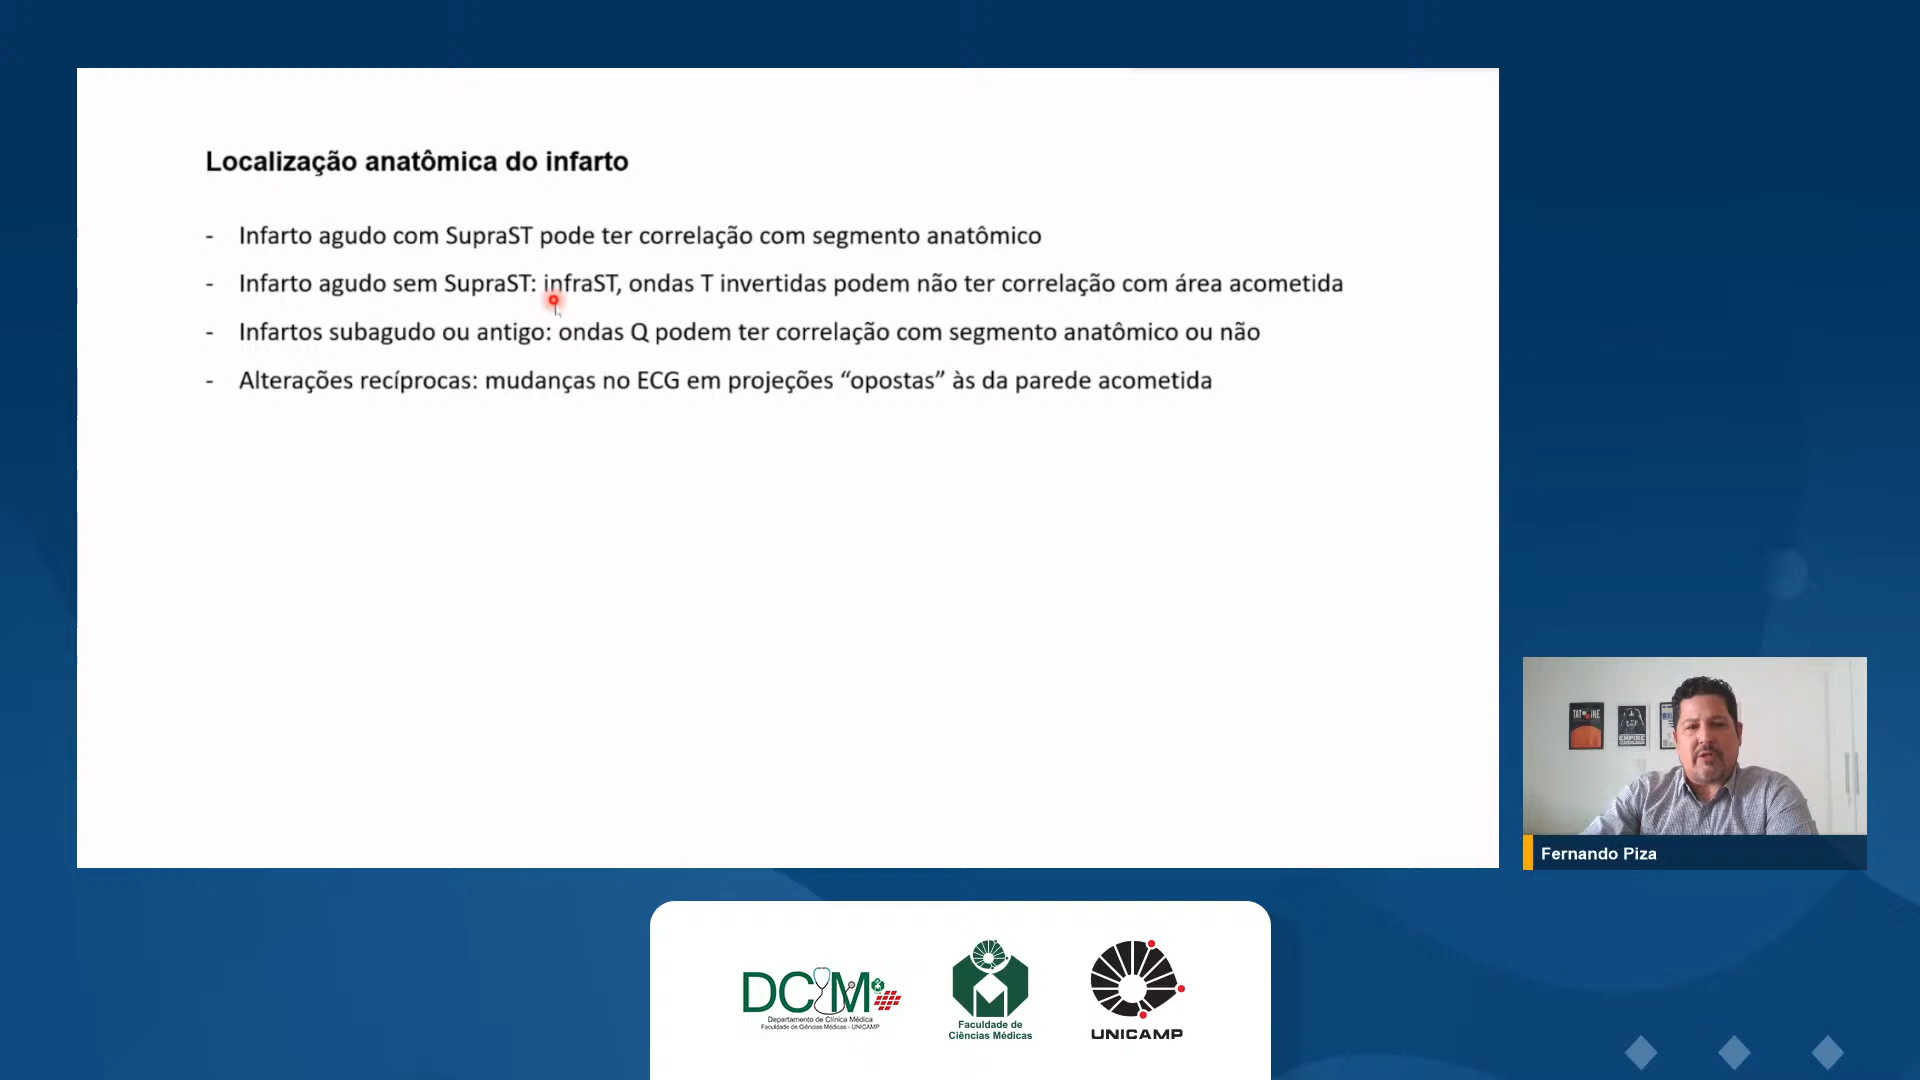 Localização anatômica do infarto
- Infarto agudo com SupraST pode ter correlação com segmento anatômico
- Infarto agudo sem SupraST: infraST, ondas T invertidas podem não ter correlação com área acometida
- Infartos subagudo ou antigo: ondas Q podem ter correlação com segmento anatômico ou não
- Alterações recíprocas: mudanças no ECG em projeções “opostas” às da parede acometida
EMPIRE
Fernando Piza
DCM
Departamento de Clínica Médica
Faculdade de Ciências Médicas - UNICAMP
Faculdade de
Ciências Médicas
UNICAMP